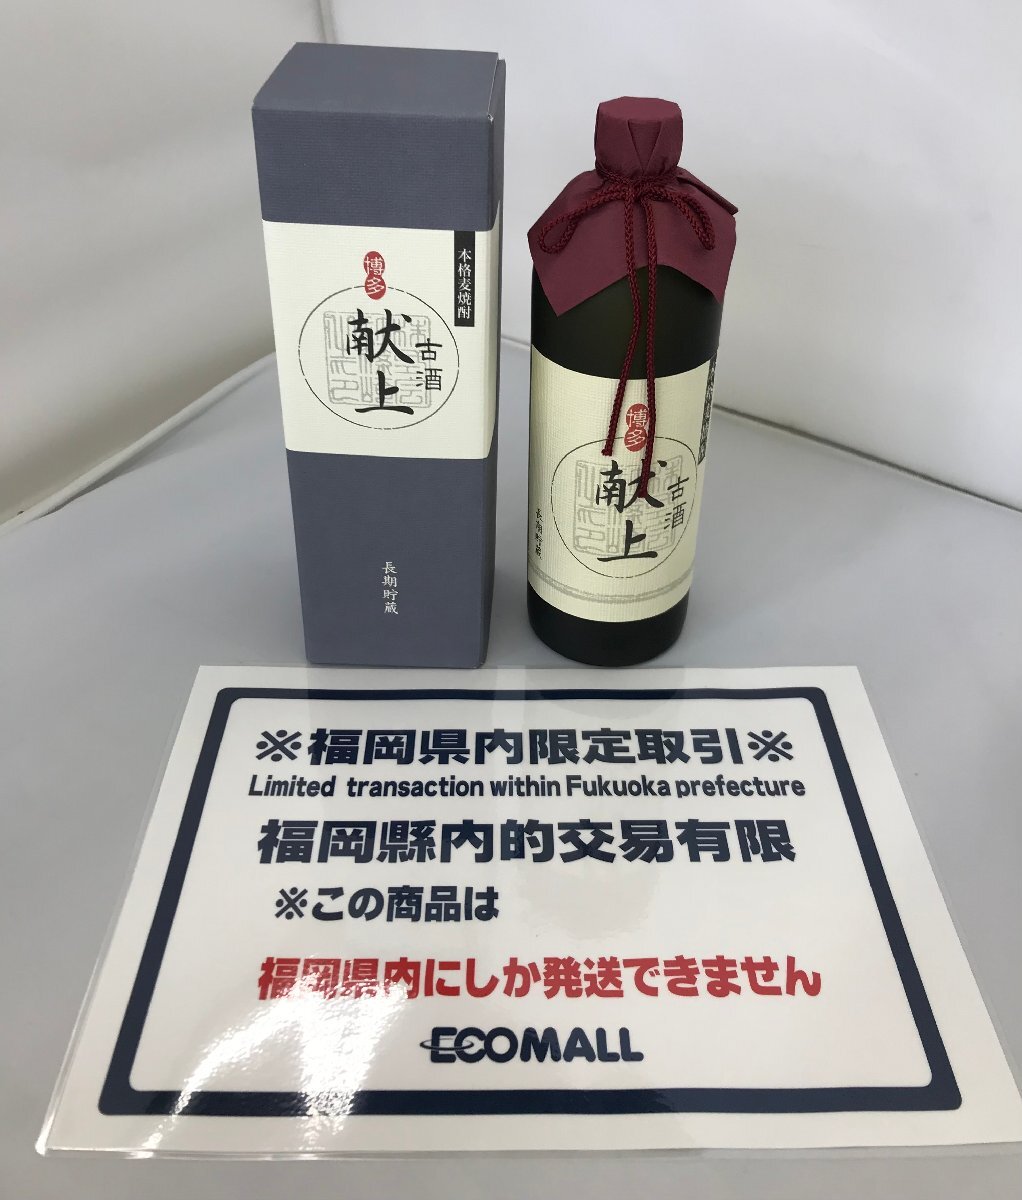 本格麦焼酎
博多
献上
古酒
長期貯蔵
博多
献上
古酒
長期貯蔵
※福岡県内限定取引※
Limited transaction within Fukuoka prefecture
福岡縣内的交易有限
※この商品は
福岡県内にしか発送できません
ECOMALL